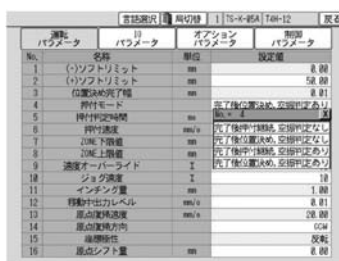 言語選択 局切替 1 TS-X-05A T4H-12 戻る
運転パラメータ IOパラメータ オプションパラメータ 制御パラメータ
No. 名称 単位 設定値
1 (-)ソフトリミット mm 0.00
2 (+)ソフトリミット mm 50.00
3 位置決め完了幅 mm 0.01
4 押付モード 完了後位置決め,空振判定あり
No.= 4 X
5 押付判定時間 ms
6 押付速度 mm/s 完了後押付継続,空振判定なし
7 ZONE下限値 mm 完了後位置決め,空振判定なし
8 ZONE上限値 mm 完了後押付継続,空振判定あり
9 速度オーバーライド % 完了後位置決め,空振判定あり
10 ジョグ速度 % 10
11 インチング量 mm 1.00
12 移動中出力レベル mm/s 0.01
13 原点復帰速度 mm/s 20.00
14 原点復帰方向 CCW
15 座標極性 反転
16 原点シフト量 mm 0.00